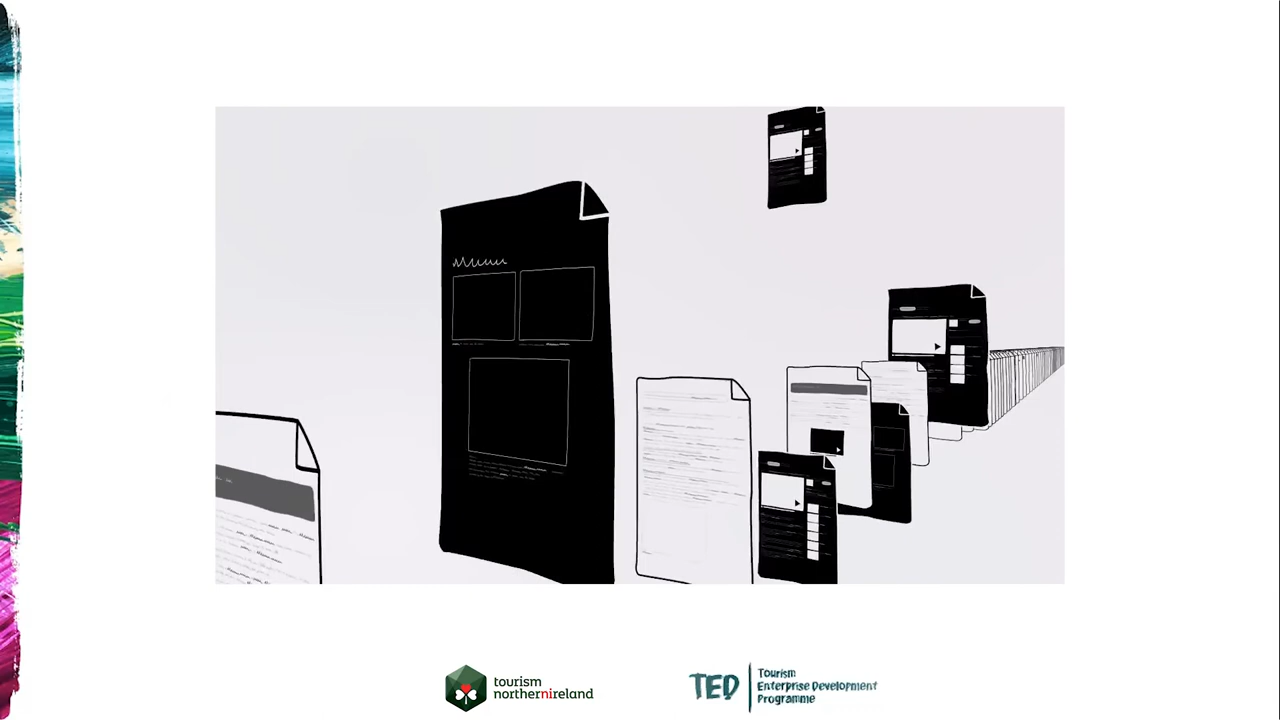 tourism
northernireland
TED
Tourism
Enterprise Development
Programme